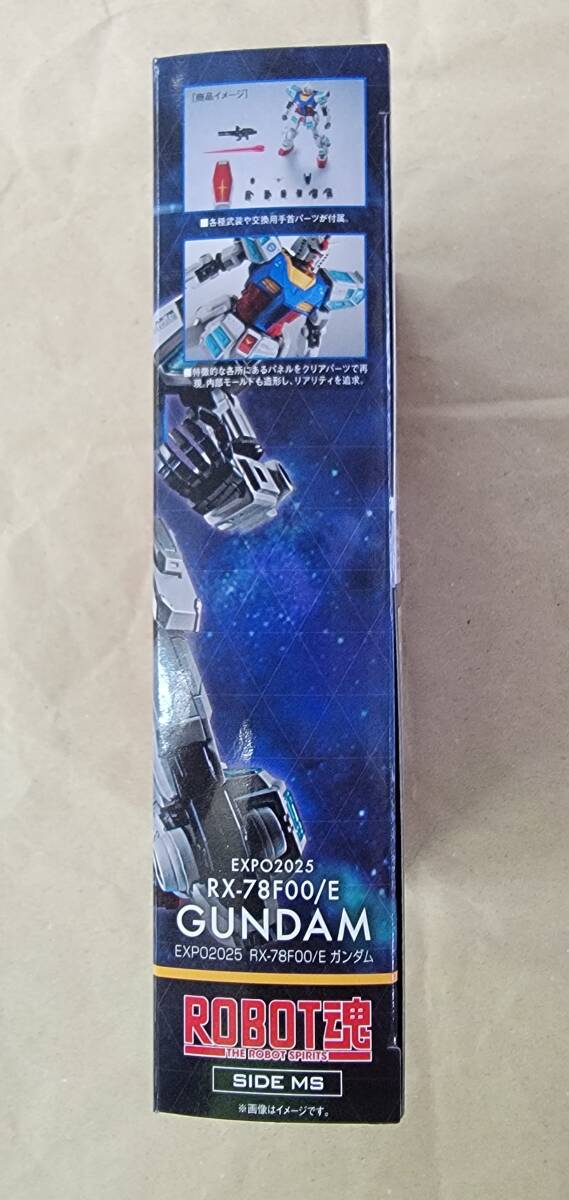 [商品イメージ]
■各種武装や交換用手首パーツが付属。
■特徴的な各所にあるパネルをクリアパーツで再
現。内部モールドも造形し、リアリティを追求。
EXPO2025
RX-78F00/E
GUNDAM
EXPO2025 RX-78F00/E ガンダム
ROBOT魂
THE ROBOT SPIRITS
SIDE MS
※画像はイメージです。